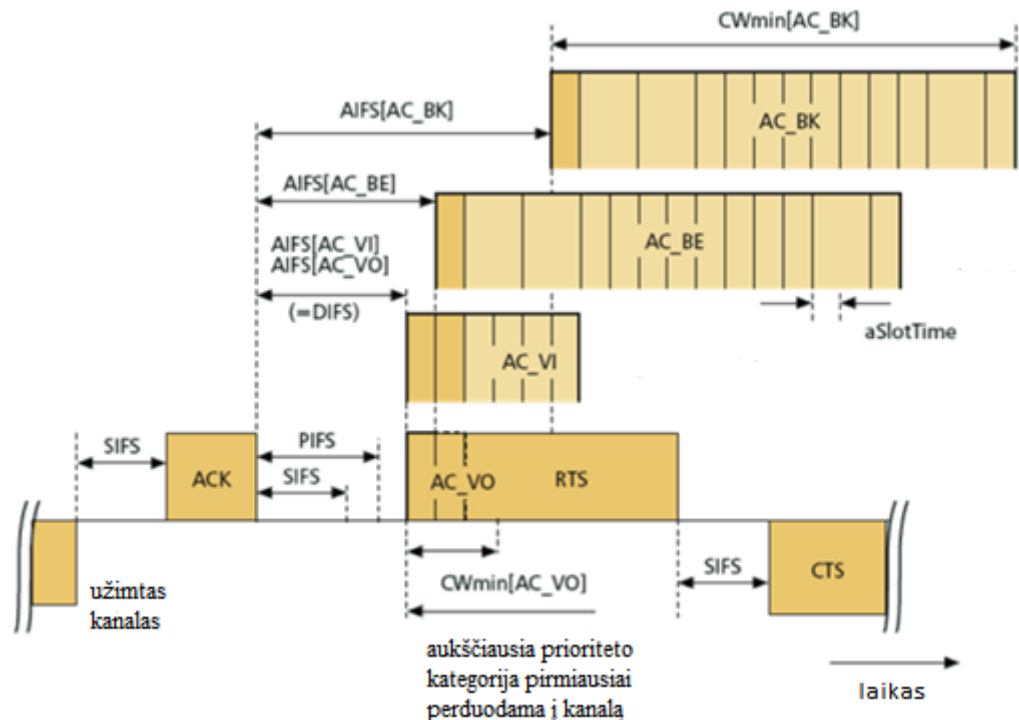 CWmin[AC_BK]
AIFS[AC_BK]
AC_BK
AIFS[AC_BE]
AC_BE
AIFS[AC_VI]
AIFS[AC_VO]
(=DIFS)
aSlotTime
AC_VI
SIFS
ACK
PIFS
SIFS
AC_VO
RTS
SIFS
CTS
CWmin[AC_VO]
užimtas
kanalas
aukščiausia prioriteto
kategorija pirmiausiai
perduodama į kanalą
laikas